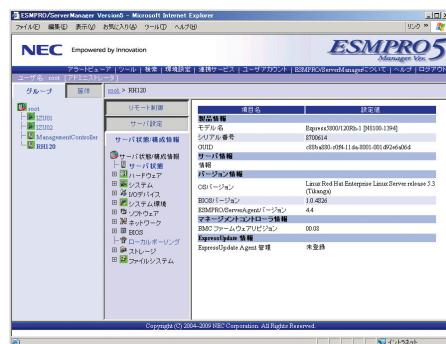 ESMPRO/ServerManager Version5 - Microsoft Internet Explorer
ファイル(F) 編集(E) 表示(V) お気に入り(A) ツール(T) ヘルプ(H)
リンク
NEC Empowered by Innovation
ESMPRO 5
Manager Ver.
アラートビューア | ツール | 検索 | 環境設定 | 連携サービス | ユーザアカウント | ESMPRO/ServerManagerについて | ヘルプ | ログアウト
ユーザ名: root [アドミニストレータ]
グループ
筐体
root > RH120
root
IZU01
IZU02
ManagementController
RH120
リモート制御
サーバ設定
サーバ状態/構成情報
サーバ状態/構成情報
サーバ状態
ハードウェア
システム
I/Oデバイス
システム環境
ソフトウェア
ネットワーク
BIOS
ローカルポーリング
ストレージ
ファイルシステム
項目名 設定値
製品情報
モデル名 Express5800/120Rh-1 [N8100-1394]
シリアル番号 8700614
GUID
サーバ情報
情報
バージョン情報
OSバージョン Linux Red Hat Enterprise Linux Server release 5.3 (Tikanga)
BIOSバージョン 1.0.4826
ESMPRO/ServerAgentバージョン 4.4
マネージメントコントローラ情報
BMC ファームウェアリビジョン 00.08
ExpressUpdate 情報
ExpressUpdate Agent 管理 未登録
Copyright (C) 2004-2009 NEC Corporation. All Rights Reserved.
イントラネット